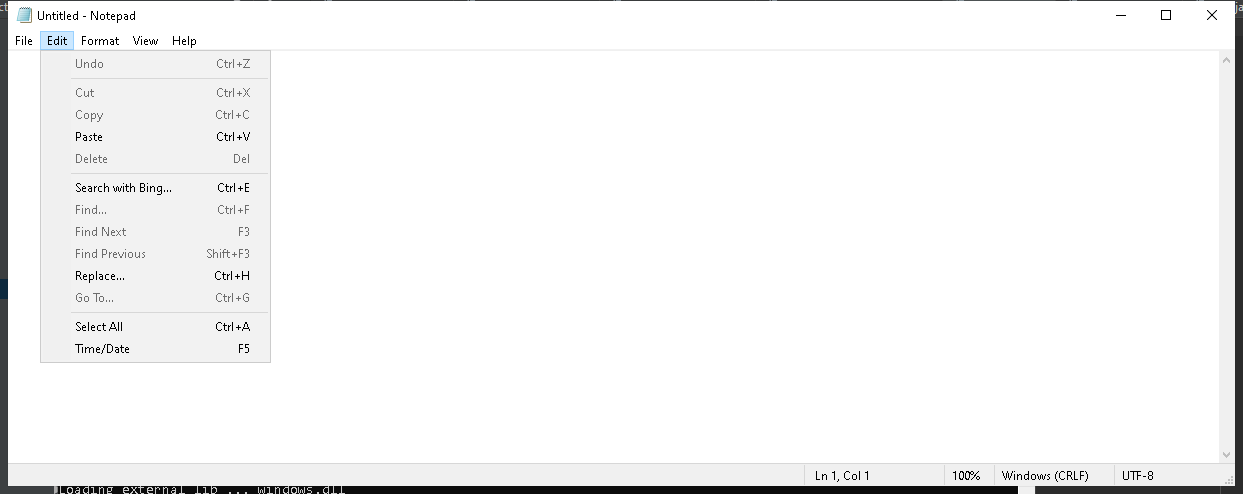 Untitled - Notepad
File Edit Format View Help
Undo Ctrl+Z
Cut Ctrl+X
Copy Ctrl+C
Paste Ctrl+V
Delete Del
Search with Bing... Ctrl+E
Find... Ctrl+F
Find Next F3
Find Previous Shift+F3
Replace... Ctrl+H
Go To... Ctrl+G
Select All Ctrl+A
Time/Date F5
Ln 1, Col 1 100% Windows (CRLF) UTF-8
Loading external lib ... windows.dll